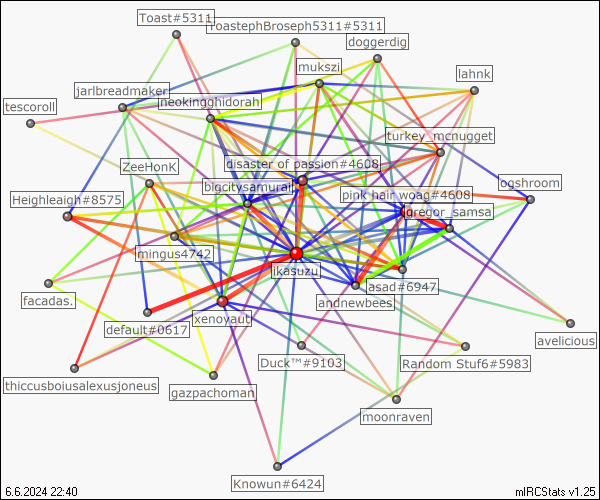 Toast#5311
roastephBroseph5311#5311
doggerdig
mukszi
lahnk
jarlbreadmaker
neokingghidorah
tescoroll
turkey_mcnugget
ZeeHonK
disaster of passion#4608
bigcitysamurai
pink hair woag#4608
ogshroom
Heighleaigh#8575
gregor_samsa
mingus4742
ikasuzu
asad#6947
facadas.
andnewbees
default#0617
xenoyaut
avelicious
Duck™#9103
Random Stuf6#5983
thiccusboiusalexusjoneus
gazpachoman
moonraven
Knowun#6424
6.6.2024 22:40
mIRCStats v1.25